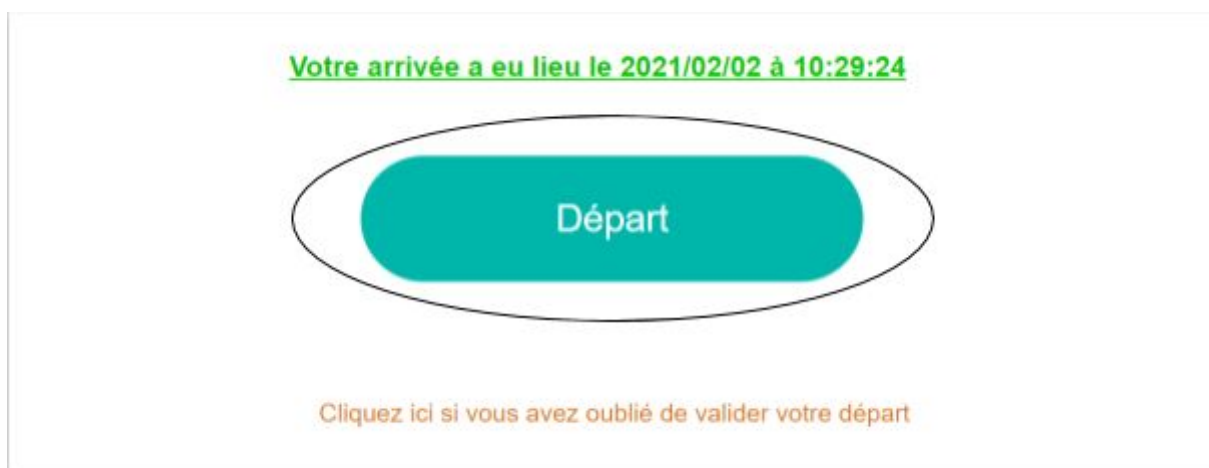 Votre arrivée a eu lieu le 2021/02/02 à 10:29:24
Départ
Cliquez ici si vous avez oublié de valider votre départ